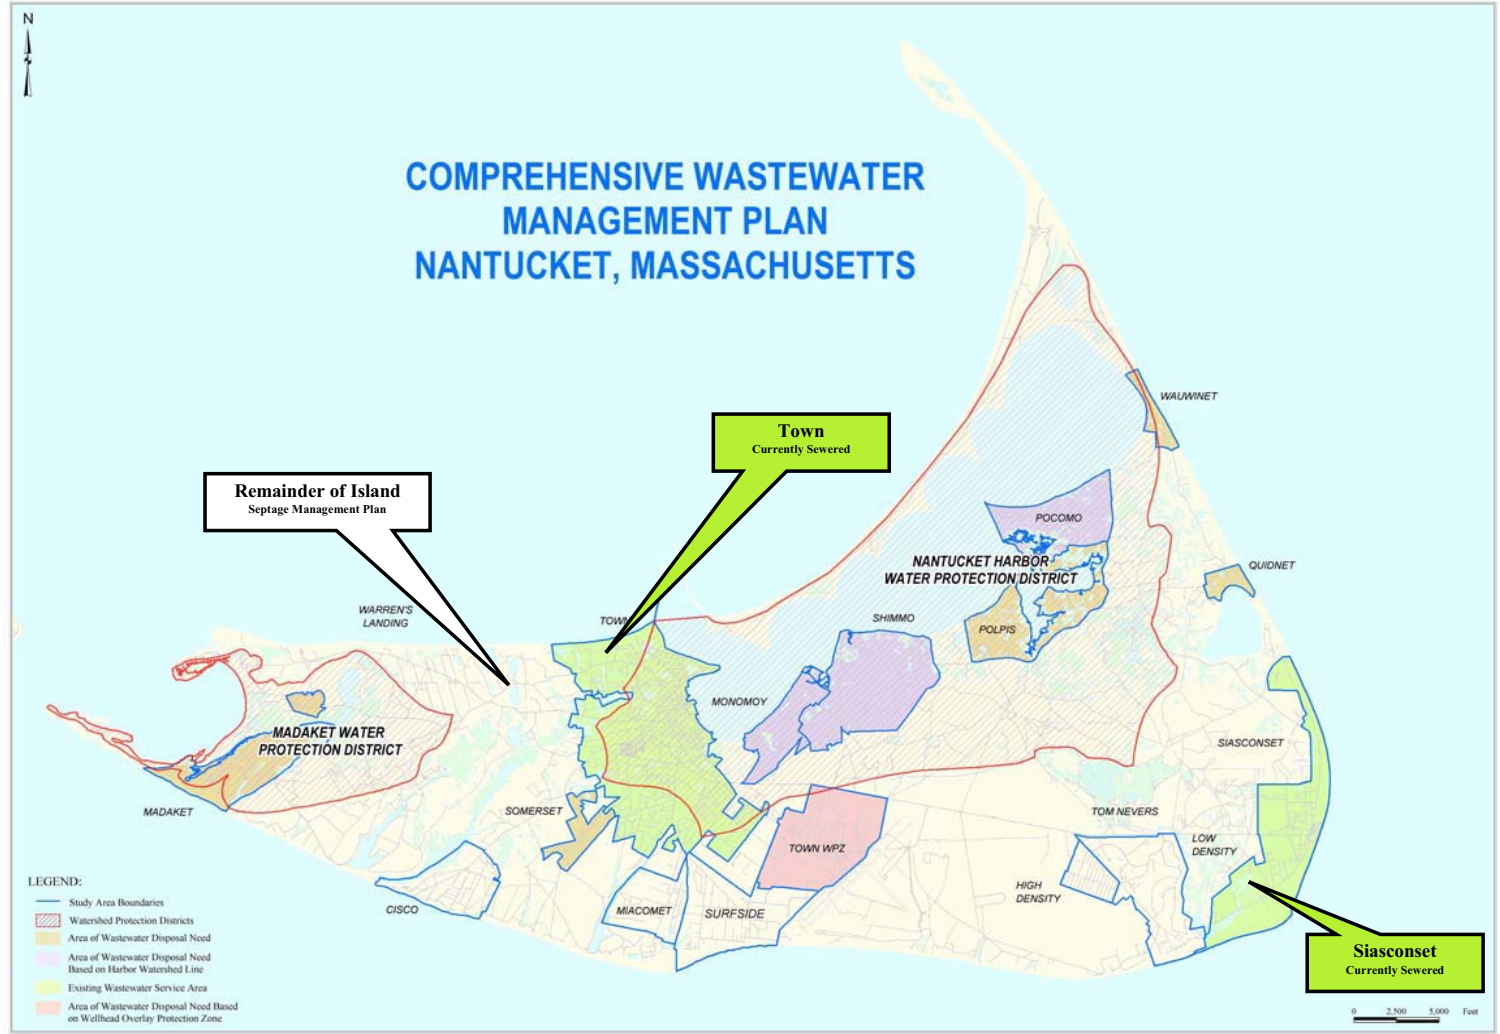 N
COMPREHENSIVE WASTEWATER
MANAGEMENT PLAN
NANTUCKET, MASSACHUSETTS
WAUWINET
Town
Currently Sewered
Remainder of Island
Septage Management Plan
POCOMO
NANTUCKET HARBOR
WATER PROTECTION DISTRICT
QUIDNET
WARREN'S
LANDING
TOWN
SHIMMO
POLPIS
MONOMOY
MADAKET WATER
PROTECTION DISTRICT
SIASCONSET
MADAKET
SOMERSET
TOM NEVERS
LOW
DENSITY
TOWN WPZ
HIGH
DENSITY
CISCO
MIACOMET
SURFSIDE
Siasconset
Currently Sewered
LEGEND:
Study Area Boundaries
Watershed Protection Districts
Area of Wastewater Disposal Need
Area of Wastewater Disposal Need
Based on Harbor Watershed Line
Existing Wastewater Service Area
Area of Wastewater Disposal Need Based
on Wellhead Overlay Protection Zone
0 2,500 5,000 Feet